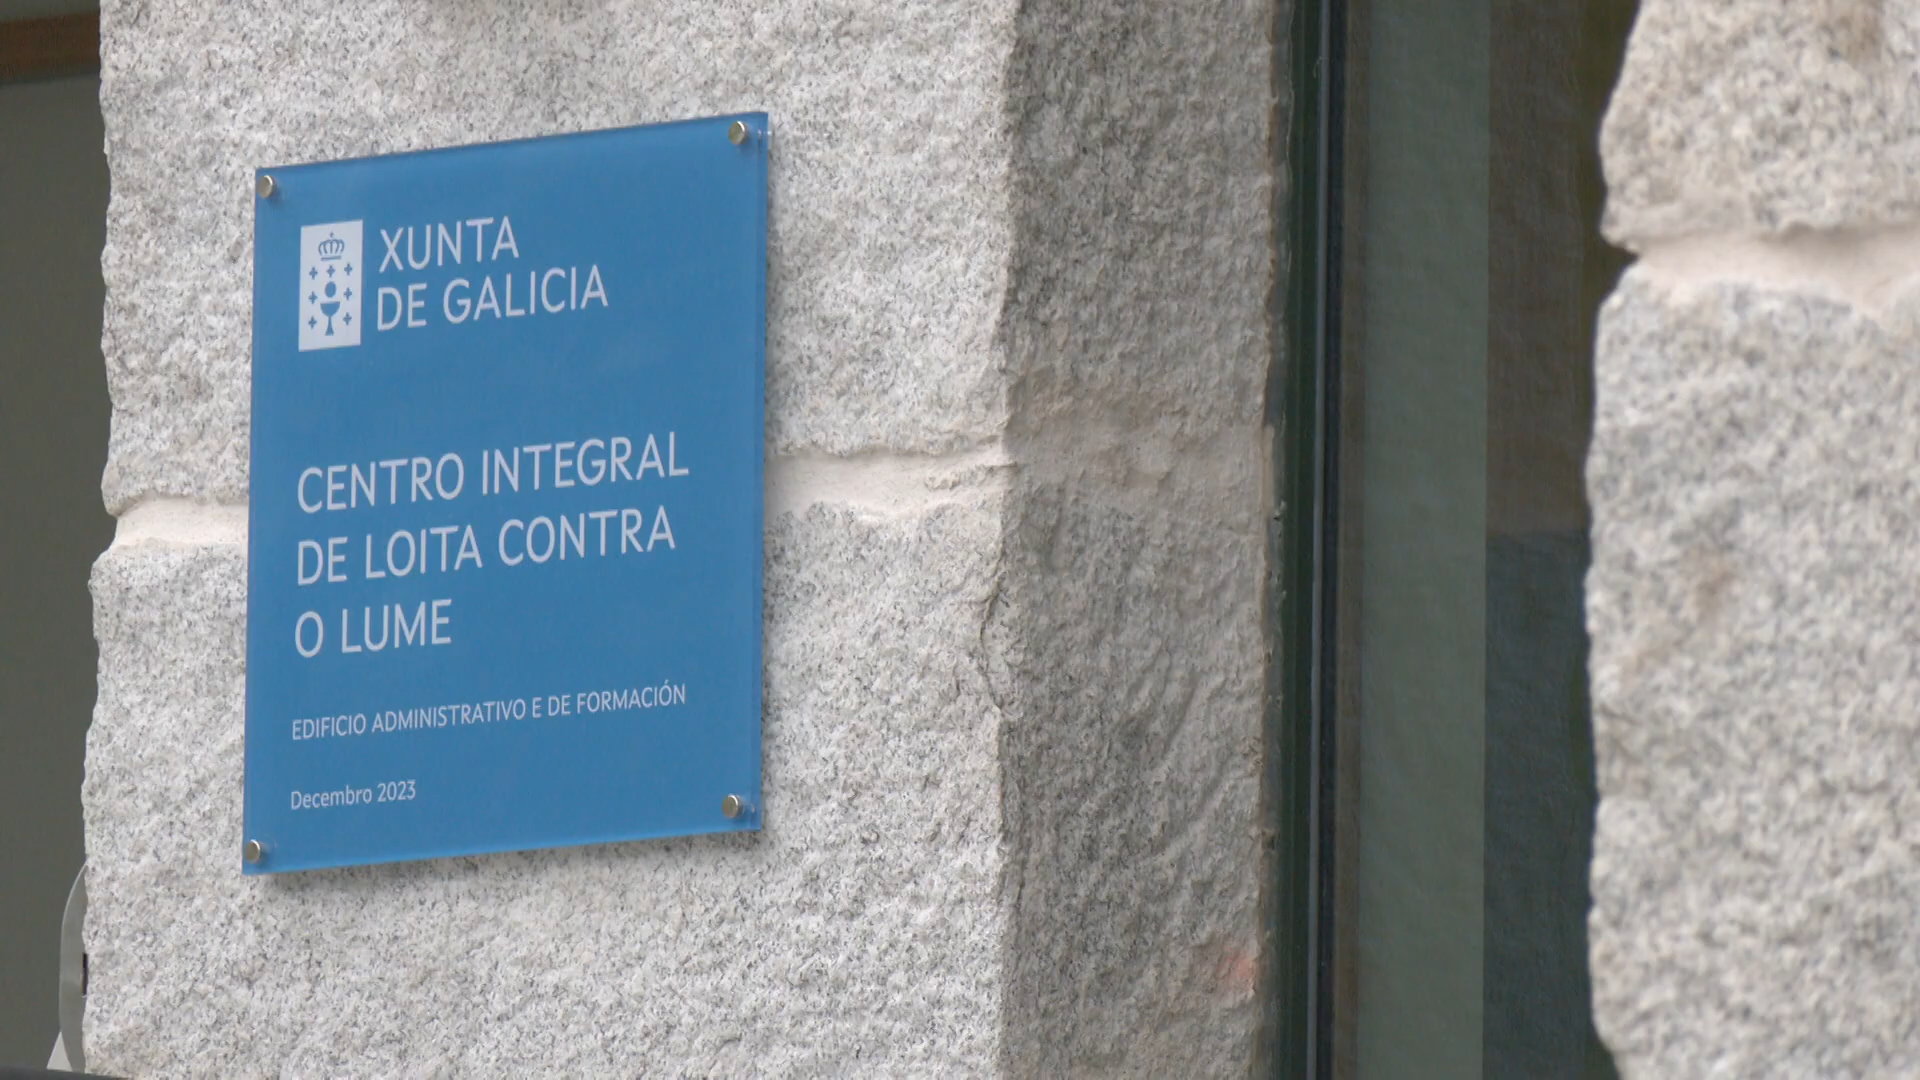 XUNTA
DE GALICIA
CENTRO INTEGRAL
DE LOITA CONTRA
O LUME
EDIFICIO ADMINISTRATIVO E DE FORMACIÓN
Decembro 2023